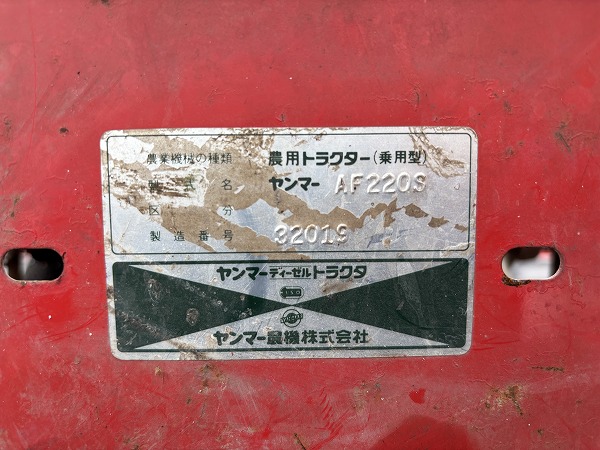 農業機械の種類 農用トラクター(乗用型)
型式名 ヤンマー AF220S
区分
製造番号 32019
ヤンマーディーゼルトラクタ
ヤンマー農機株式会社